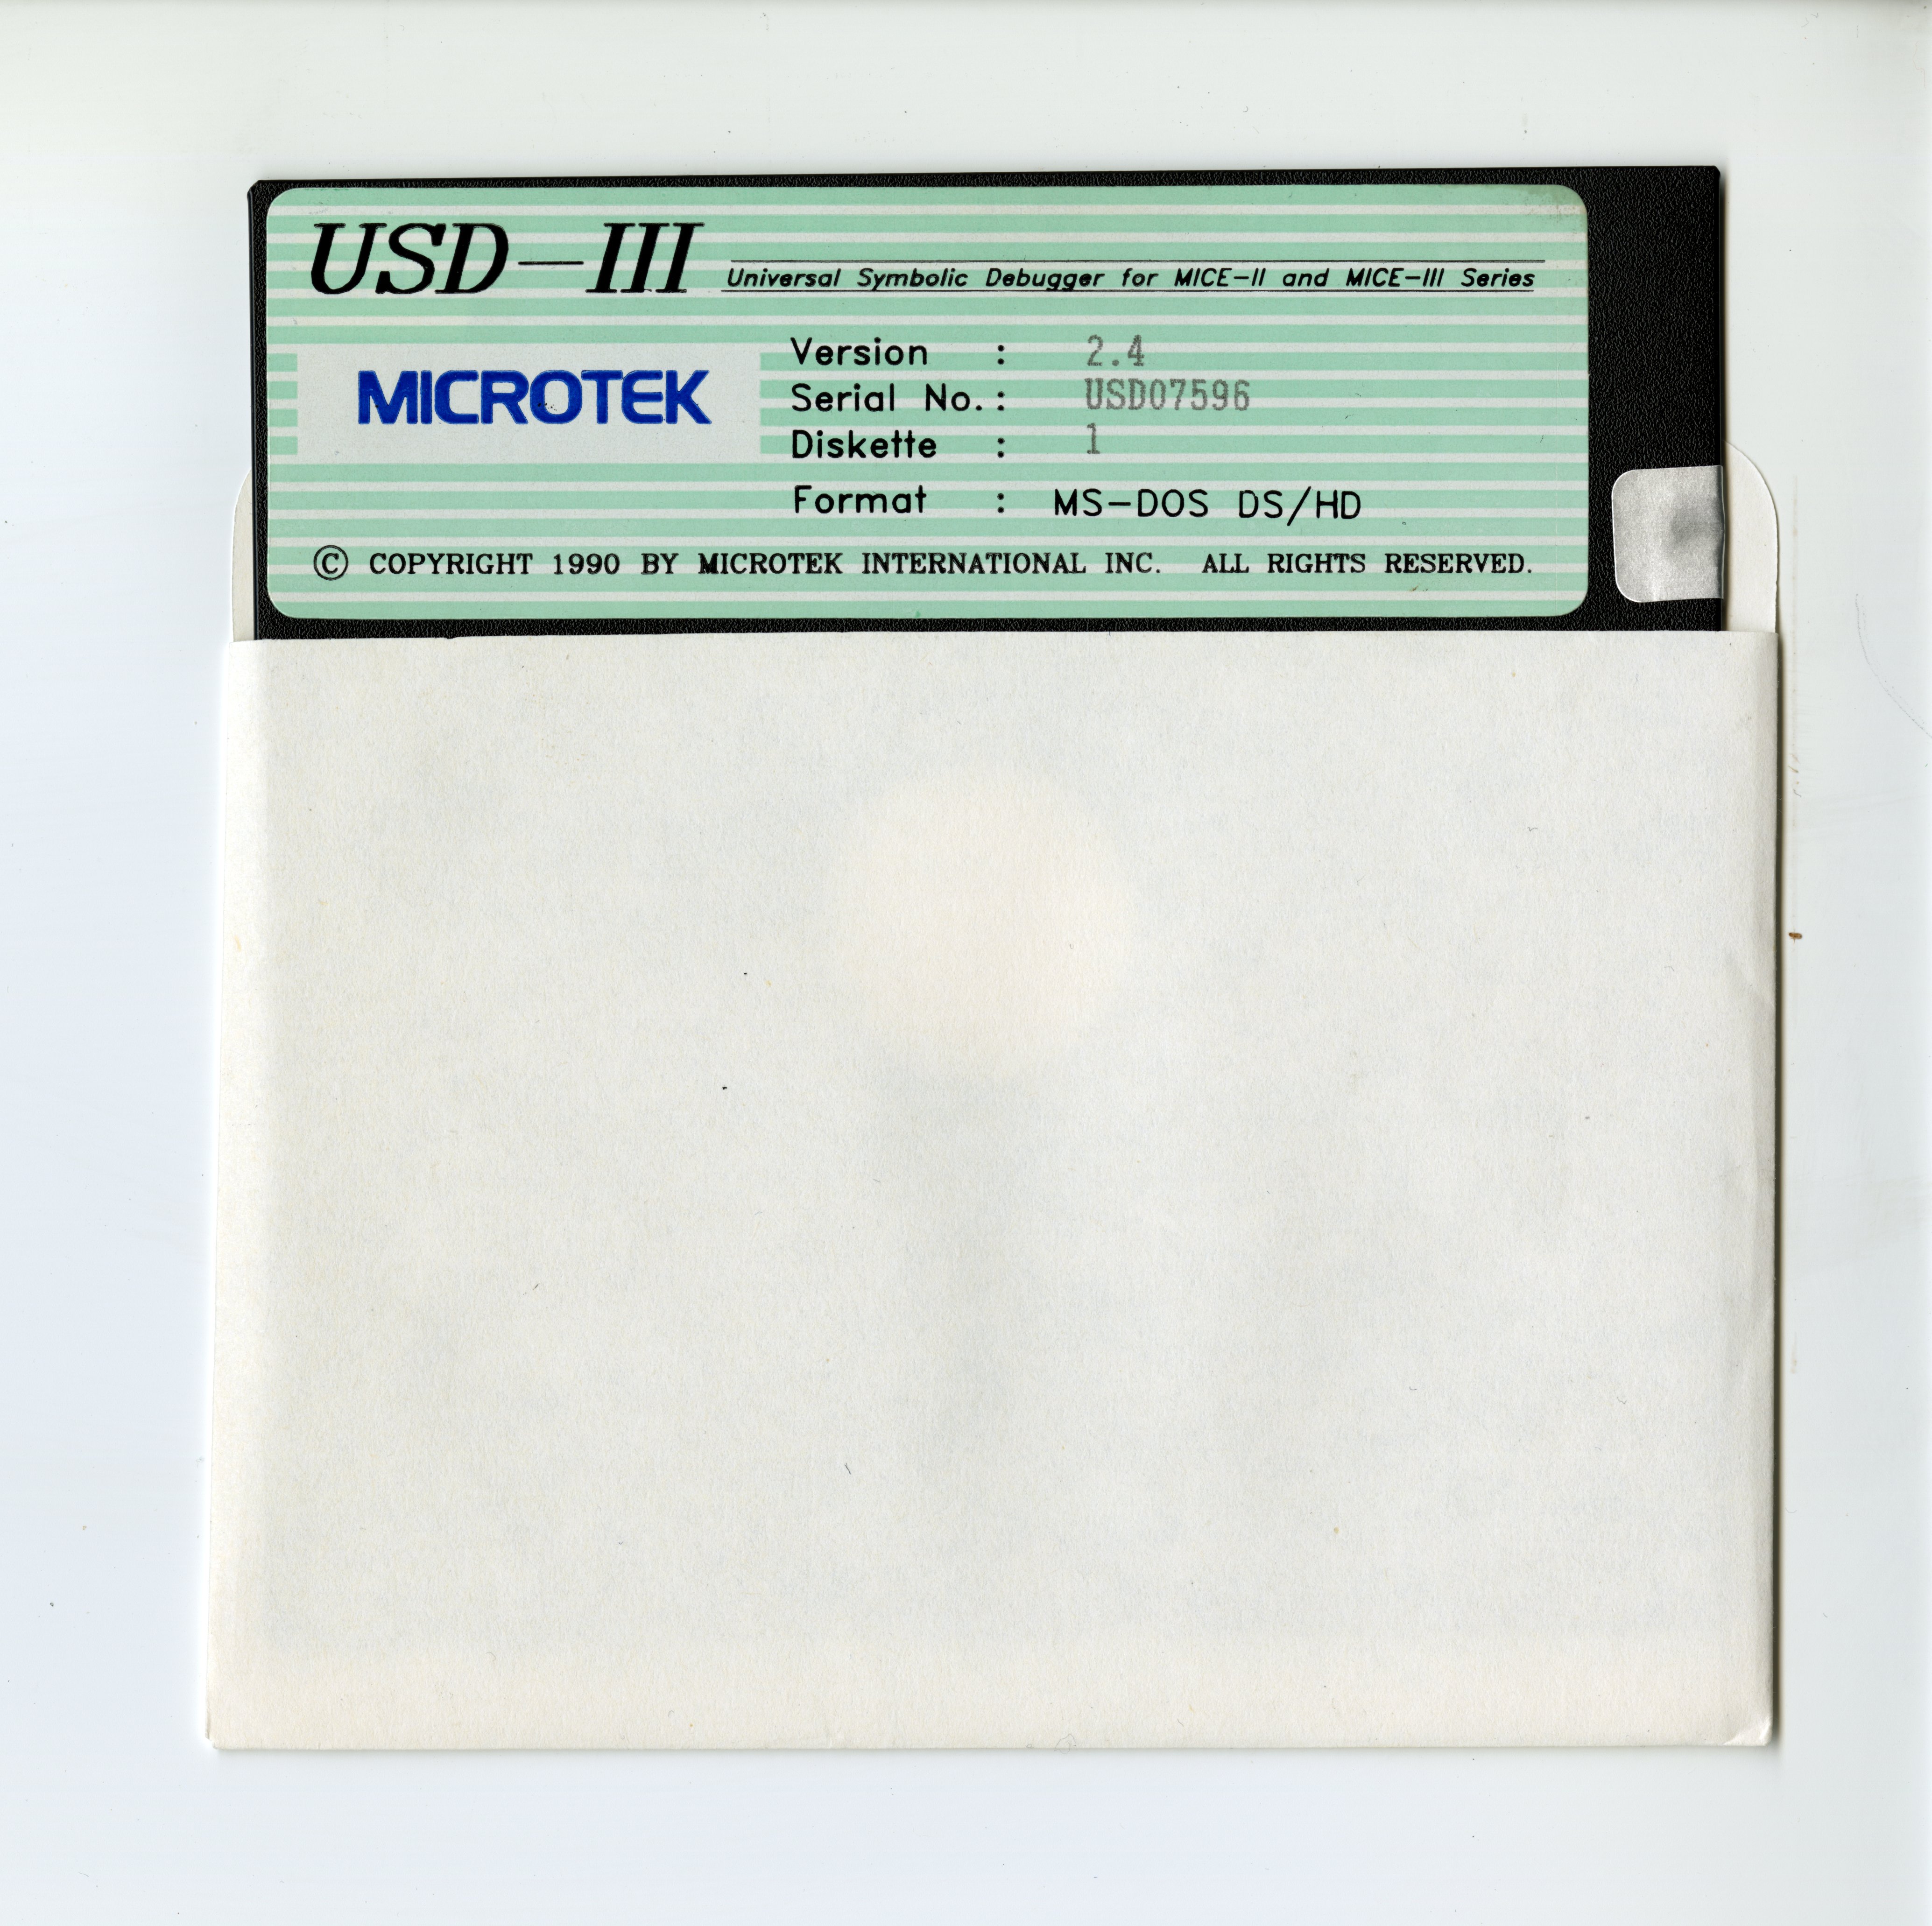 USD-III Universal Symbolic Debugger for MICE-II and MICE-III Series
MICROTEK
Version : 2.4
Serial No. : USD07596
Diskette : 1
Format : MS-DOS DS/HD
© COPYRIGHT 1990 BY MICROTEK INTERNATIONAL INC. ALL RIGHTS RESERVED.